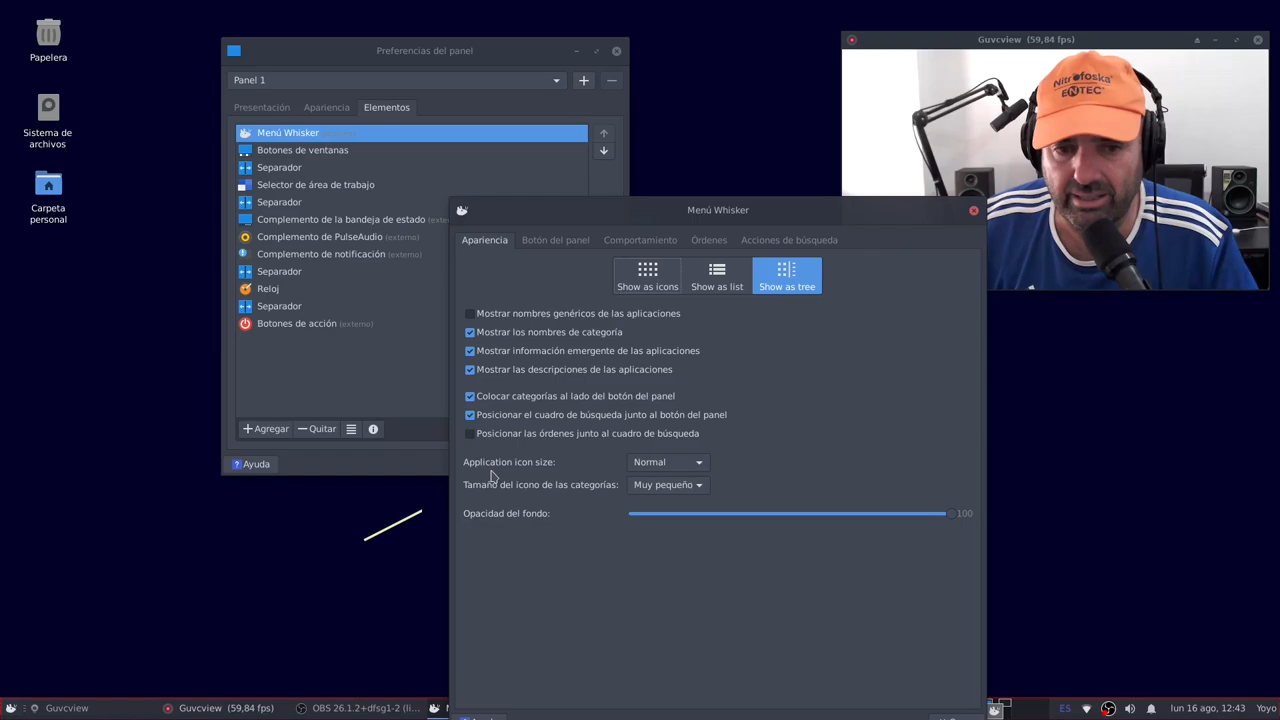 Papelera
Sistema de
archivos
Carpeta
personal
Preferencias del panel
Panel 1
Presentación
Apariencia
Elementos
Menú Whisker
Botones de ventanas
Separador
Selector de área de trabajo
Separador
Complemento de la bandeja de estado
Complemento de PulseAudio (externo)
Complemento de notificación (externo)
Separador
Reloj
Separador
Botones de acción (externo)
Agregar
Quitar
Ayuda
Guvcview (59,84 fps)
Nitrofoska
ENTEC
Menú Whisker
Apariencia
Botón del panel
Comportamiento
Órdenes
Acciones de búsqueda
Show as icons
Show as list
Show as tree
Mostrar nombres genéricos de las aplicaciones
Mostrar los nombres de categoría
Mostrar información emergente de las aplicaciones
Mostrar las descripciones de las aplicaciones
Colocar categorías al lado del botón del panel
Posicionar el cuadro de búsqueda junto al botón del panel
Posicionar las órdenes junto al cuadro de búsqueda
Application icon size:
Normal
Tamaño del icono de las categorías:
Muy pequeño
Opacidad del fondo:
100
Guvcview
Guvcview (59,84 fps)
OBS 26.1.2+dfsg1-2 (li...
ES
lun 16 ago, 12:43
Yoyo